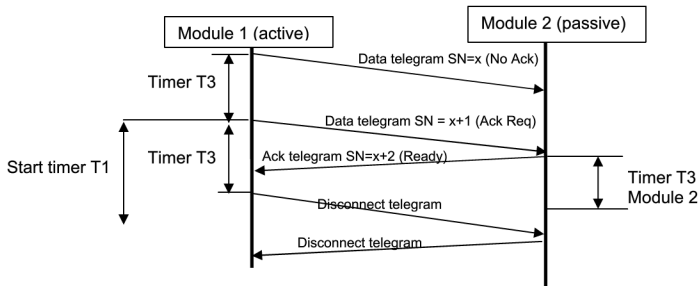 Module 1 (active)
Module 2 (passive)
Data telegram SN=x (No Ack)
Timer T3
Data telegram SN = x+1 (Ack Req)
Start timer T1
Timer T3
Ack telegram SN=x+2 (Ready)
Timer T3
Module 2
Disconnect telegram
Disconnect telegram